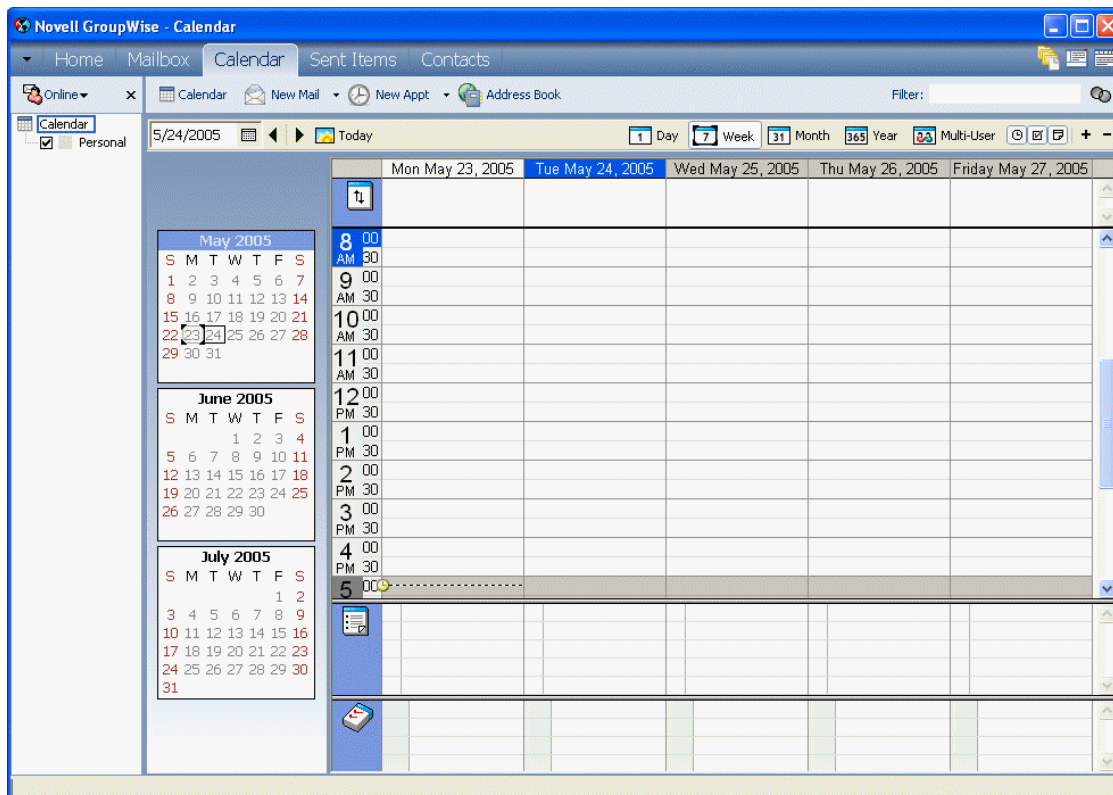 Novell GroupWise - Calendar
Home Mailbox Calendar Sent Items Contacts
Online Calendar New Mail New Appt Address Book Filter:
Calendar
Personal
5/24/2005 Today 1 Day 7 Week 31 Month 365 Year Multi-User + -
Mon May 23, 2005 Tue May 24, 2005 Wed May 25, 2005 Thu May 26, 2005 Friday May 27, 2005
May 2005
S M T W T F S
1 2 3 4 5 6 7
8 9 10 11 12 13 14
15 16 17 18 19 20 21
22 23 24 25 26 27 28
29 30 31
June 2005
S M T W T F S
1 2 3 4
5 6 7 8 9 10 11
12 13 14 15 16 17 18
19 20 21 22 23 24 25
26 27 28 29 30
July 2005
S M T W T F S
1 2
3 4 5 6 7 8 9
10 11 12 13 14 15 16
17 18 19 20 21 22 23
24 25 26 27 28 29 30
31
8 00
AM 30
9 00
AM 30
10 00
AM 30
11 00
AM 30
12 00
PM 30
1 00
PM 30
2 00
PM 30
3 00
PM 30
4 00
PM 30
5 00